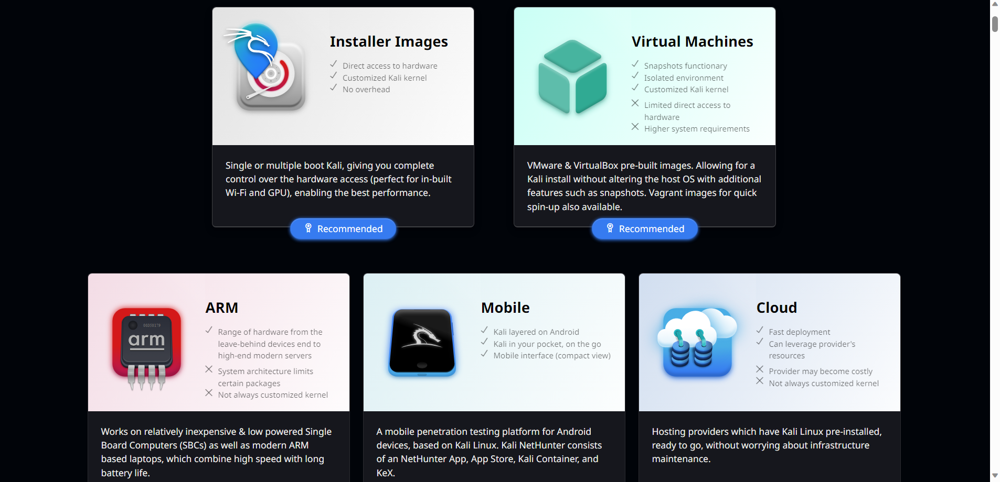 Installer Images
Direct access to hardware
Customized Kali kernel
No overhead
Single or multiple boot Kali, giving you complete
control over the hardware access (perfect for in-built
Wi-Fi and GPU), enabling the best performance.
Recommended
Virtual Machines
Snapshots functionary
Isolated environment
Customized Kali kernel
Limited direct access to
hardware
Higher system requirements
VMware & VirtualBox pre-built images. Allowing for a
Kali install without altering the host OS with additional
features such as snapshots. Vagrant images for quick
spin-up also available.
Recommended
00350179
arm
ARM
Range of hardware from the
leave-behind devices end to
high-end modern servers
System architecture limits
certain packages
Not always customized kernel
Works on relatively inexpensive & low powered Single
Board Computers (SBCs) as well as modern ARM
based laptops, which combine high speed with long
battery life.
Mobile
Kali layered on Android
Kali in your pocket, on the go
Mobile interface (compact view)
A mobile penetration testing platform for Android
devices, based on Kali Linux. Kali NetHunter consists
of an NetHunter App, App Store, Kali Container, and
KeX.
Cloud
Fast deployment
Can leverage provider's
resources
Provider may become costly
Not always customized kernel
Hosting providers which have Kali Linux pre-installed,
ready to go, without worrying about infrastructure
maintenance.